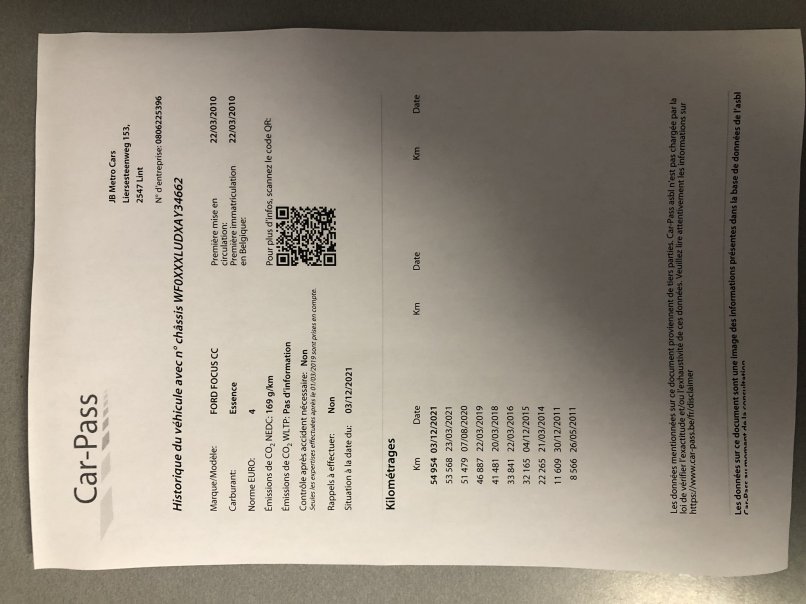 Car-Pass
JB Metro Cars
Liersesteenweg 153,
2547 Lint
N° d'entreprise: 0806225396
Historique du véhicule avec n° châssis WF0XXXLUDXAY34662
Marque/Modèle: FORD FOCUS CC
Carburant: Essence
Norme EURO: 4
Émissions de CO₂ NEDC: 169 g/km
Émissions de CO₂ WLTP: Pas d'information
Contrôle après accident nécessaire: Non
Seules les expertises effectuées après le 01/03/2019 sont prises en compte.
Rappels à effectuer: Non
Situation à la date du: 03/12/2021
Première mise en
circulation: 22/03/2010
Première immatriculation
en Belgique: 22/03/2010
Pour plus d'infos, scannez le code QR:
Kilométrages
Km Date Km Date Km Date
54 954 03/12/2021
53 568 23/03/2021
51 479 07/08/2020
46 887 22/03/2019
41 481 20/03/2018
33 841 22/03/2016
32 165 04/12/2015
22 265 21/03/2014
11 609 30/12/2011
8 566 26/05/2011
Les données mentionnées sur ce document proviennent de tiers parties. Car-Pass asbl n'est pas chargée par la
loi de vérifier l'exactitude et/ou l'exhaustivité de ces données. Veuillez lire attentivement les informations sur
https://www.car-pass.be/fr/disclaimer
Les données sur ce document sont une image des informations présentes dans la base de données de l'asbl
Car-Pass au moment de la consultation